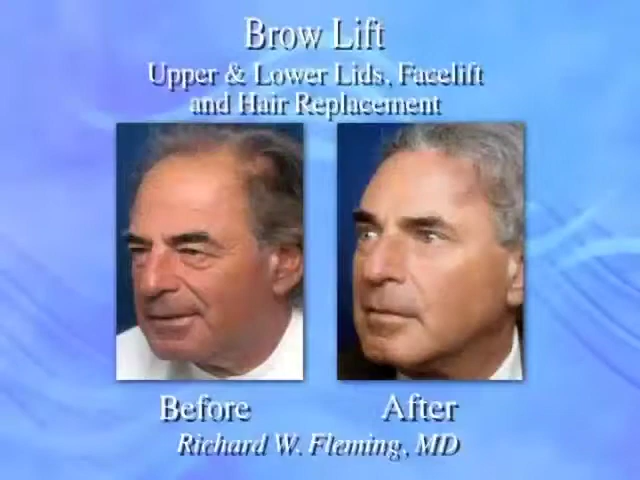 Brow Lift
Upper & Lower Lids, Facelift
and Hair Replacement
Before After
Richard W. Fleming, MD